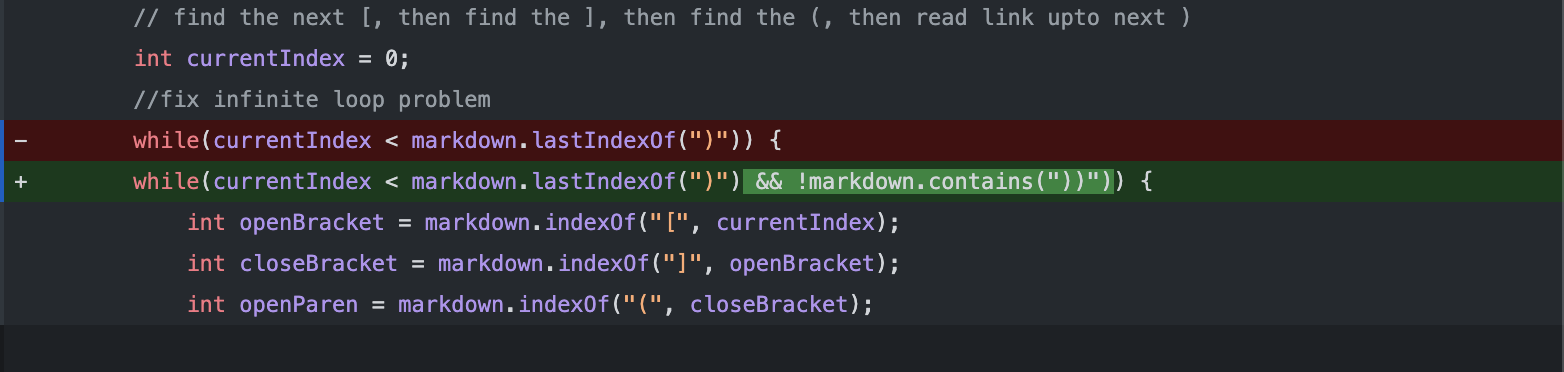 // find the next [, then find the ], then find the (, then read link upto next )
int currentIndex = 0;
//fix infinite loop problem
- while(currentIndex < markdown.lastIndexOf(")")) {
+ while(currentIndex < markdown.lastIndexOf(")") && !markdown.contains("))")) {
int openBracket = markdown.indexOf("[", currentIndex);
int closeBracket = markdown.indexOf("]", openBracket);
int openParen = markdown.indexOf("(", closeBracket);